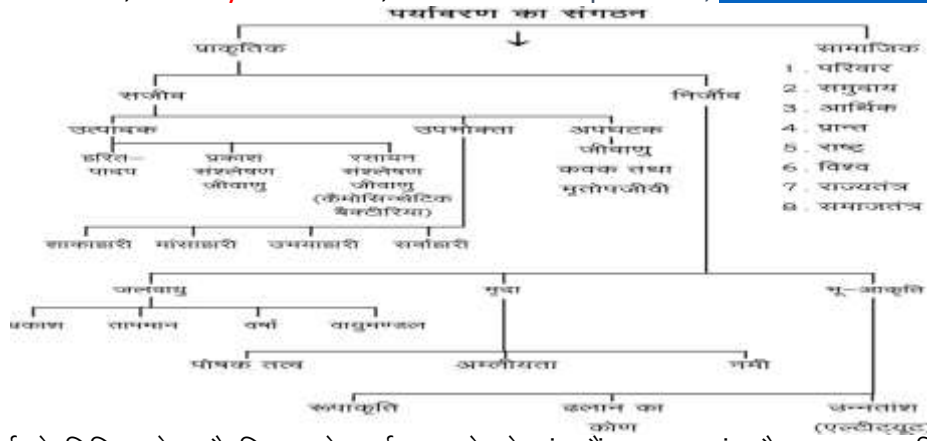 पर्यावरण का संगठन
प्राकृतिक
सामाजिक
1. परिवार
2. समुदाय
3. आर्थिक
4. प्रान्त
5. राष्ट्र
6. विश्व
7. राज्यतंत्र
8. समाजतंत्र
सजीव
निर्जीव
उत्पादक
उपभोक्ता
अपघटक
हरित-
पादप
प्रकाश
संश्लेषण
जीवाणु
रसायन
संश्लेषण
जीवाणु
(कैमोसिन्थेटिक
बैक्टीरिया)
जीवाणु
कवक तथा
मृतोपजीवी
शाकाहारी
मांसाहारी
उभयाहारी
सर्वाहारी
जलवायु
मृदा
भू-आकृति
प्रकाश
तापमान
वर्षा
वायुमण्डल
पोषक तत्व
अम्लीयता
नमी
रूपाकृति
ढलान का
कोण
उन्नतांश
(एल्टीट्यूट)